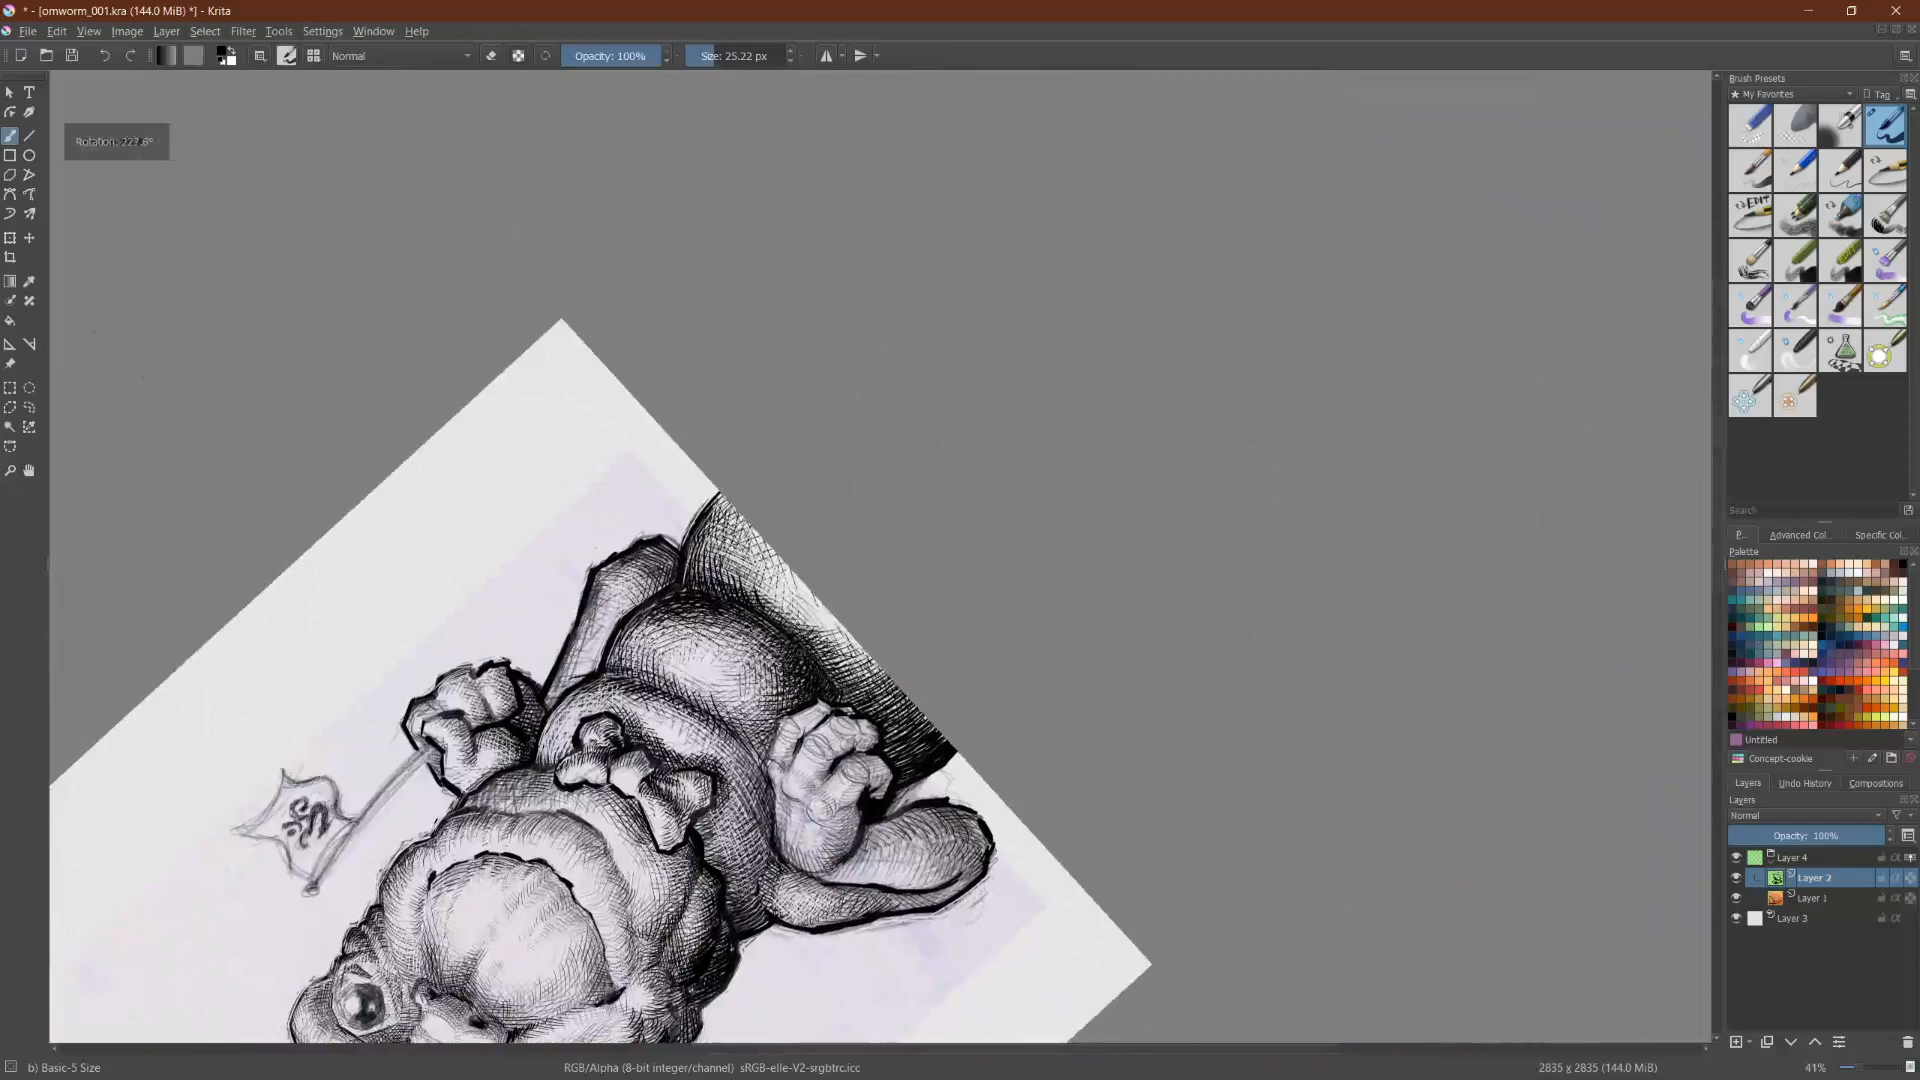 * - [omworm_001.kra (144.0 MiB) *] - Krita
File Edit View Image Layer Select Filter Tools Settings Window Help
Normal Opacity: 100% Size: 25.22 px
Rotation: 227.6°
Brush Presets
★ My Favorites Tag
EDIT
Search
P... Advanced Col... Specific Col...
Palette
Untitled
Concept-cookie
Layers Undo History Compositions
Layers
Normal
Opacity: 100%
Layer 4
Layer 2
Layer 1
Layer 3
b) Basic-5 Size RGB/Alpha (8-bit integer/channel) sRGB-elle-V2-srgbtrc.icc 2835 x 2835 (144.0 MiB) 41%